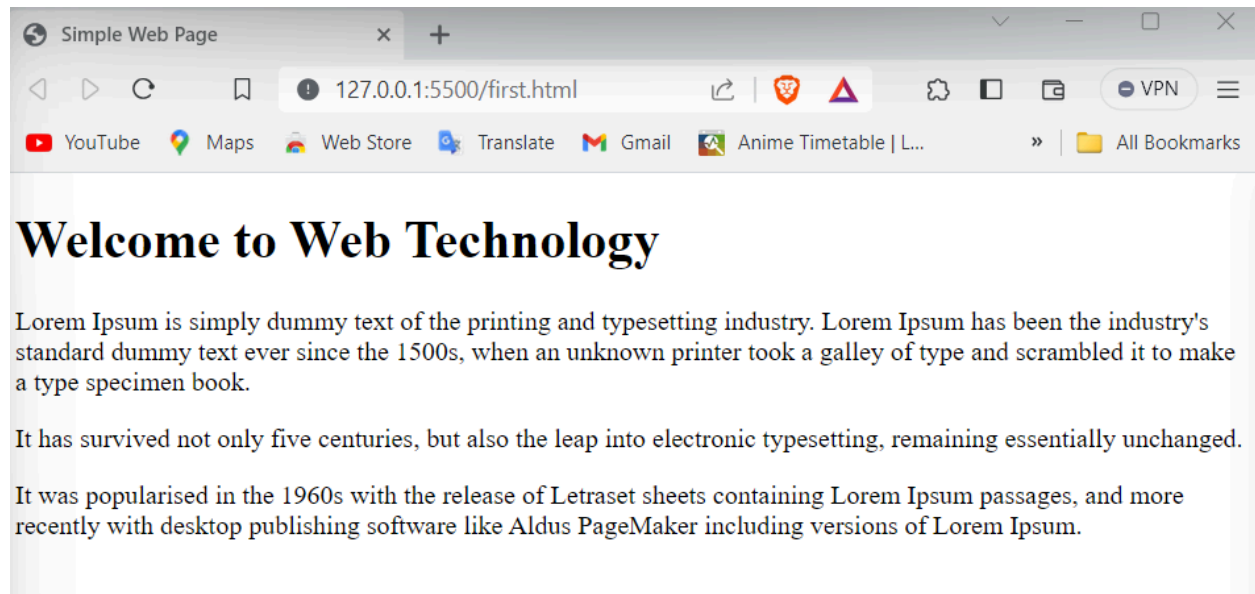 Simple Web Page
127.0.0.1:5500/first.html
VPN
YouTube Maps Web Store Translate Gmail Anime Timetable | L... » All Bookmarks
Welcome to Web Technology
Lorem Ipsum is simply dummy text of the printing and typesetting industry. Lorem Ipsum has been the industry's
standard dummy text ever since the 1500s, when an unknown printer took a galley of type and scrambled it to make
a type specimen book.
It has survived not only five centuries, but also the leap into electronic typesetting, remaining essentially unchanged.
It was popularised in the 1960s with the release of Letraset sheets containing Lorem Ipsum passages, and more
recently with desktop publishing software like Aldus PageMaker including versions of Lorem Ipsum.